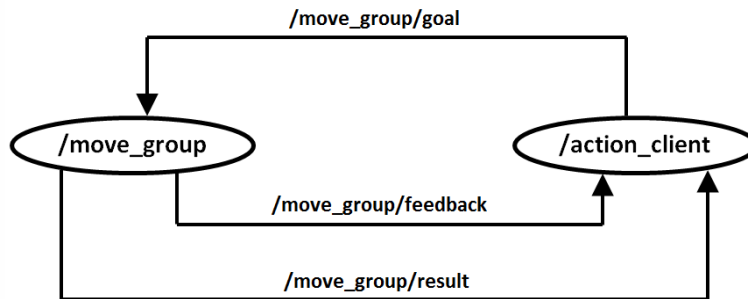 /move_group/goal
/move_group
/action_client
/move_group/feedback
/move_group/result